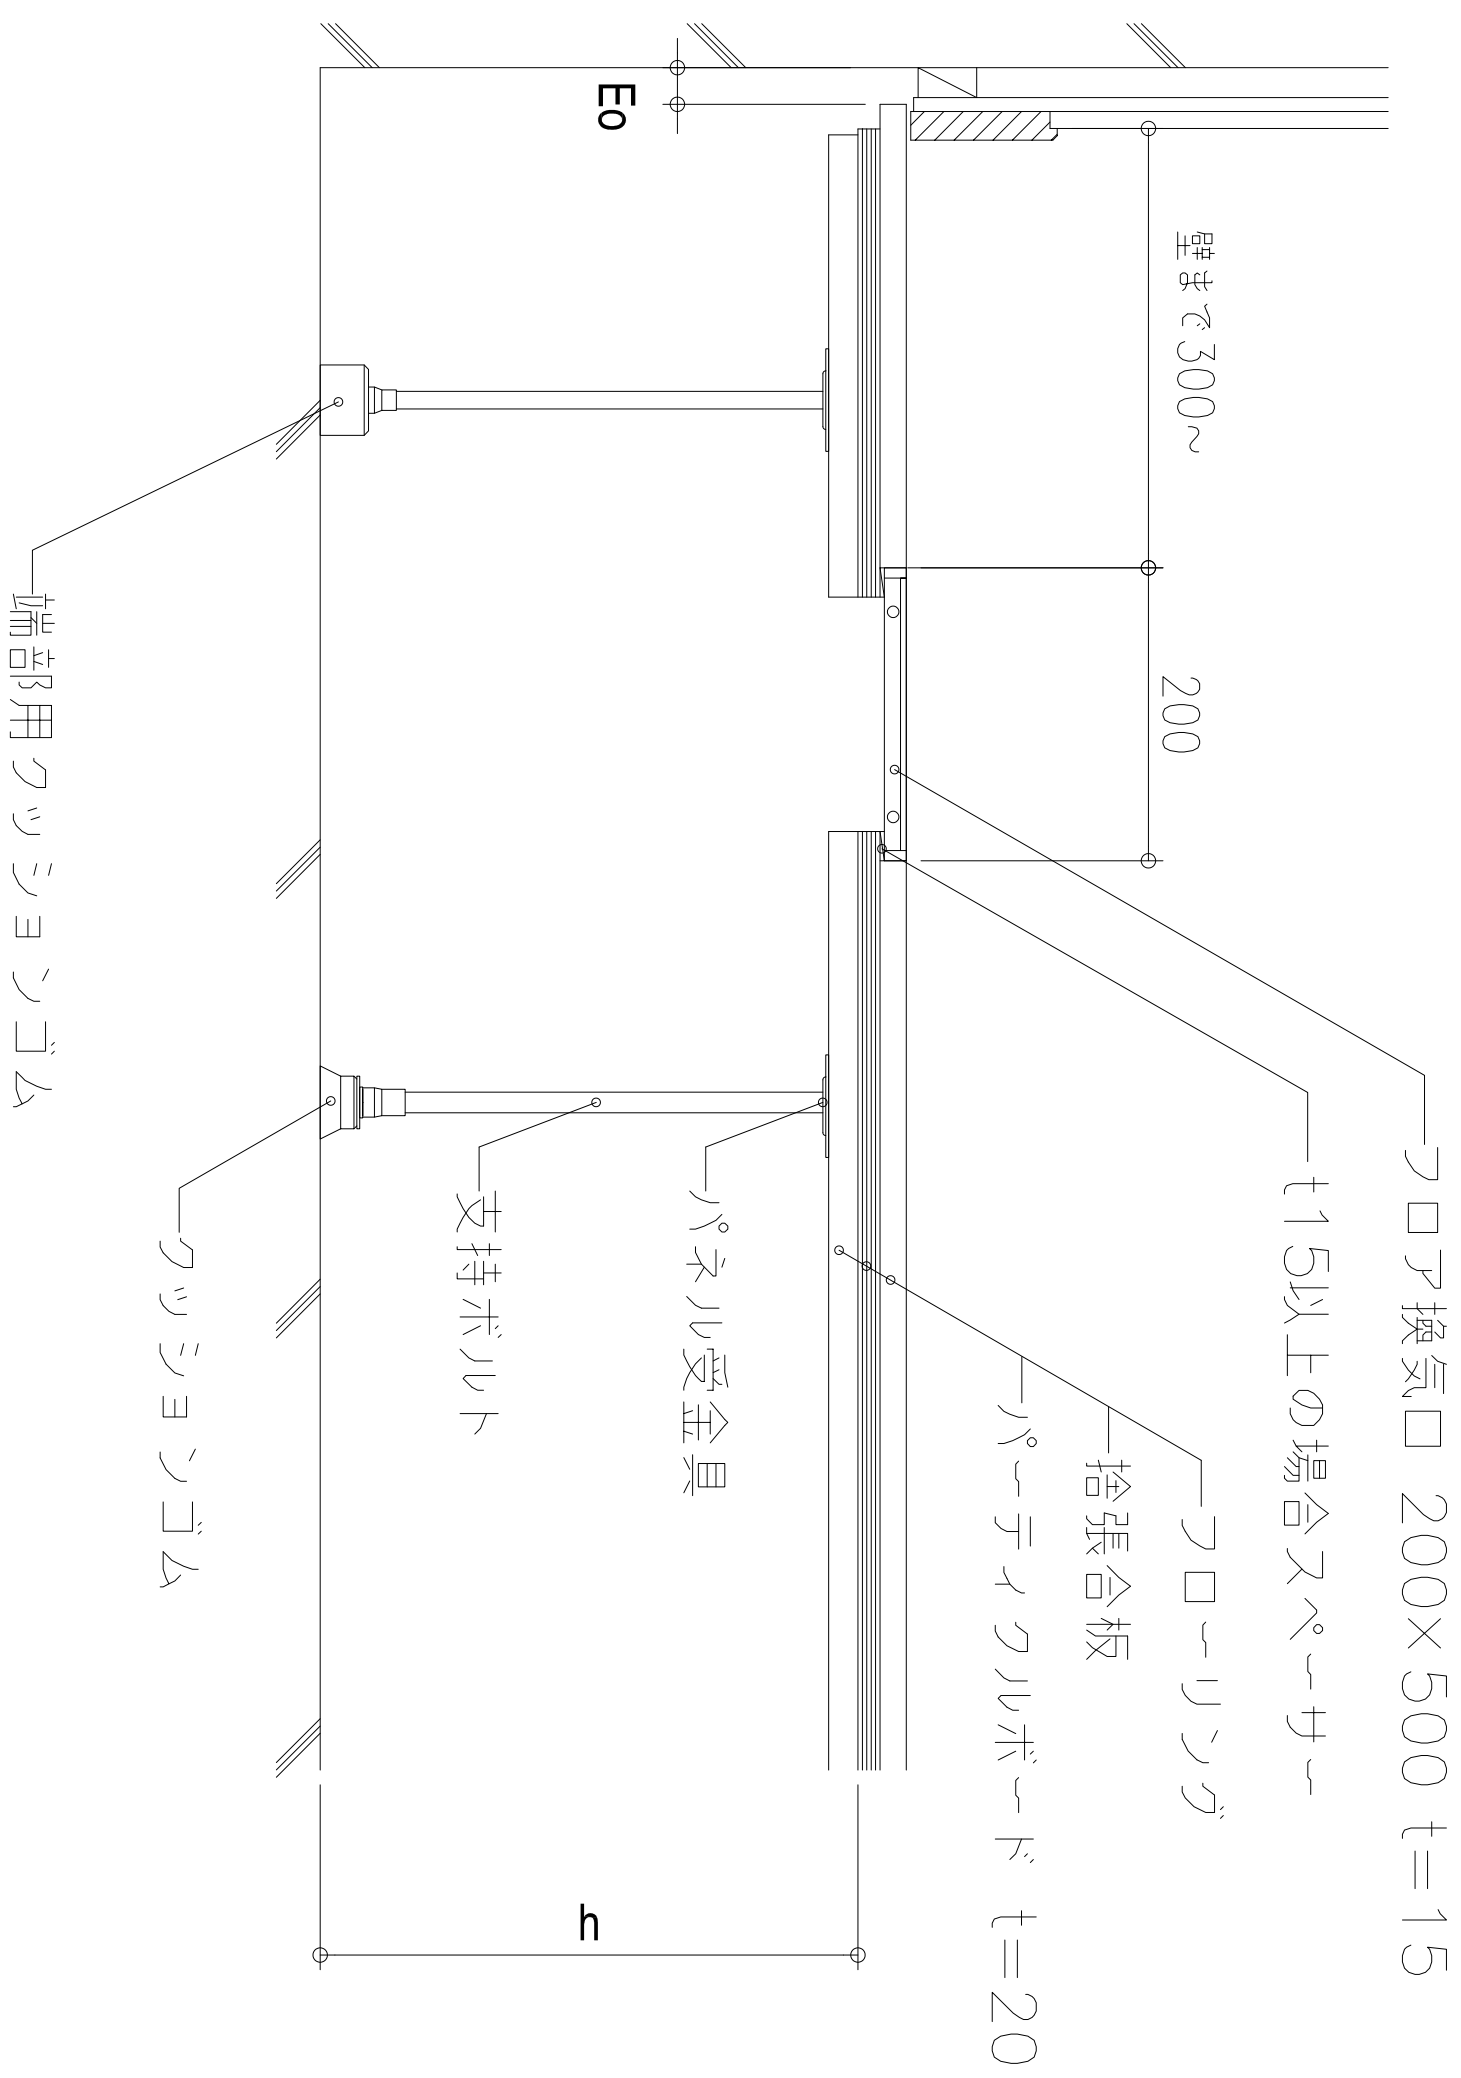 フロア換気口 200×500 t=15
t15以上の場合スペーサー
壁まで300~
200
フローリング
捨張合板
パーティクルボード t=20
Eo
パネル受金具
支持ボルト
h
クッションゴム
端部用クッションゴム